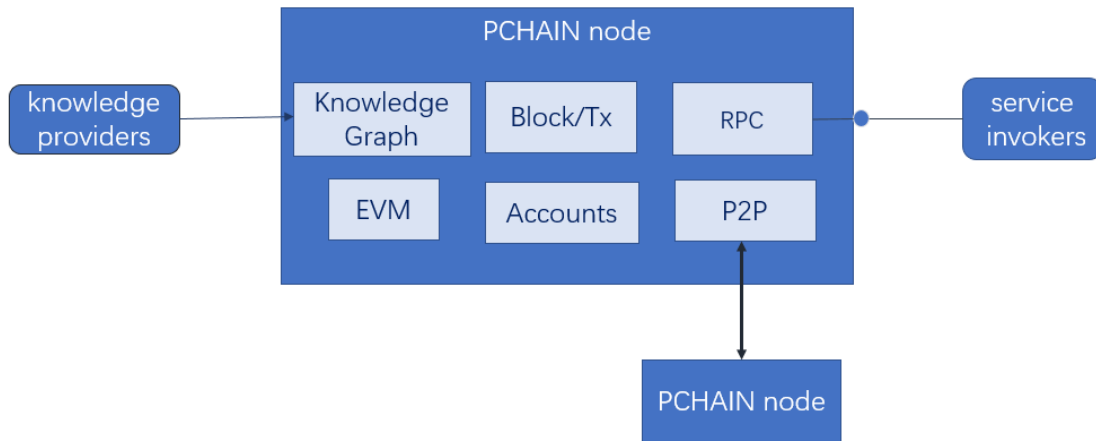 PCHAIN node
knowledge
providers
Knowledge
Graph
Block/Tx
RPC
service
invokers
EVM
Accounts
P2P
PCHAIN node